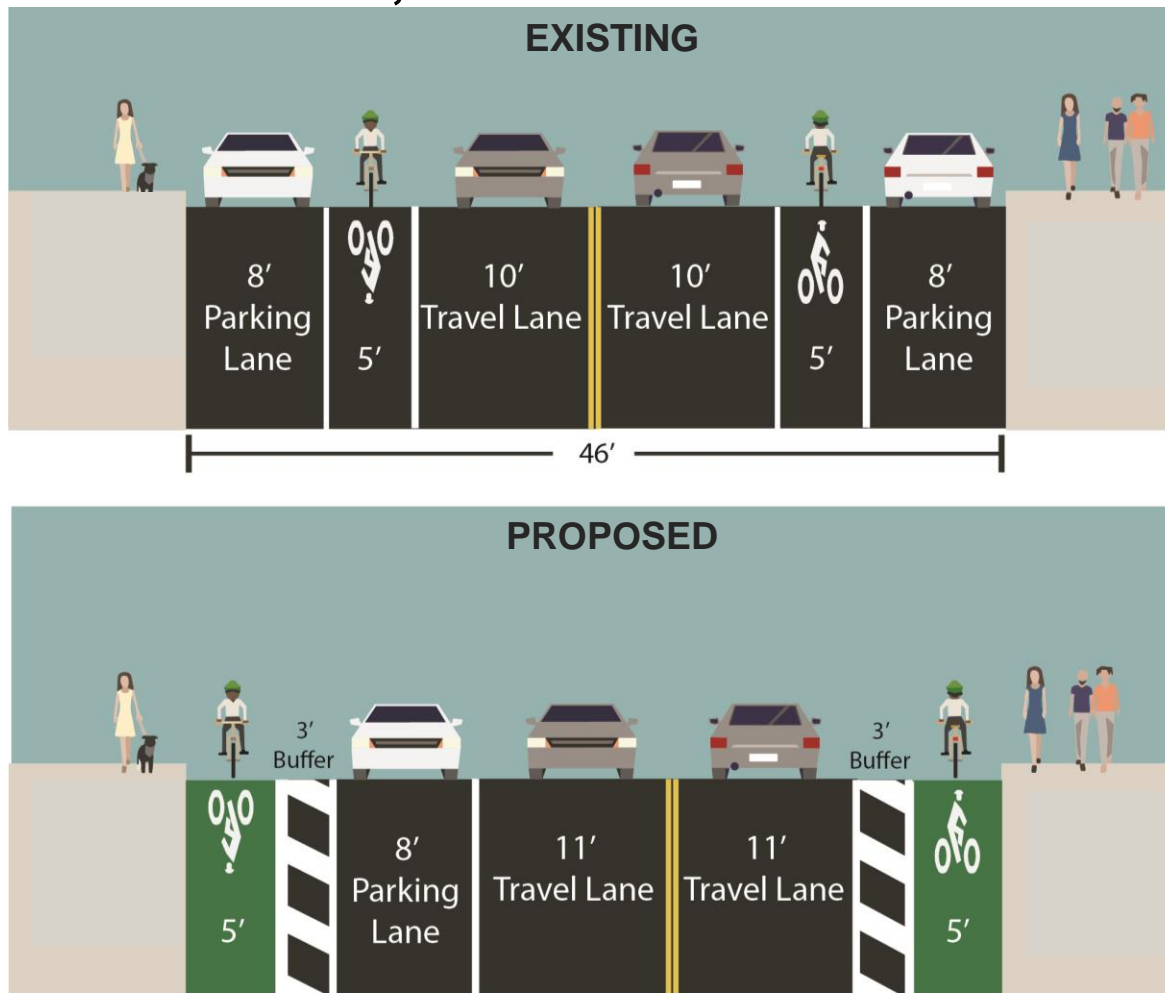 EXISTING
8’
Parking
Lane
5’
10’
Travel Lane
10’
Travel Lane
5’
8’
Parking
Lane
46’
PROPOSED
5’
3’
Buffer
8’
Parking
Lane
11’
Travel Lane
11’
Travel Lane
3’
Buffer
5’